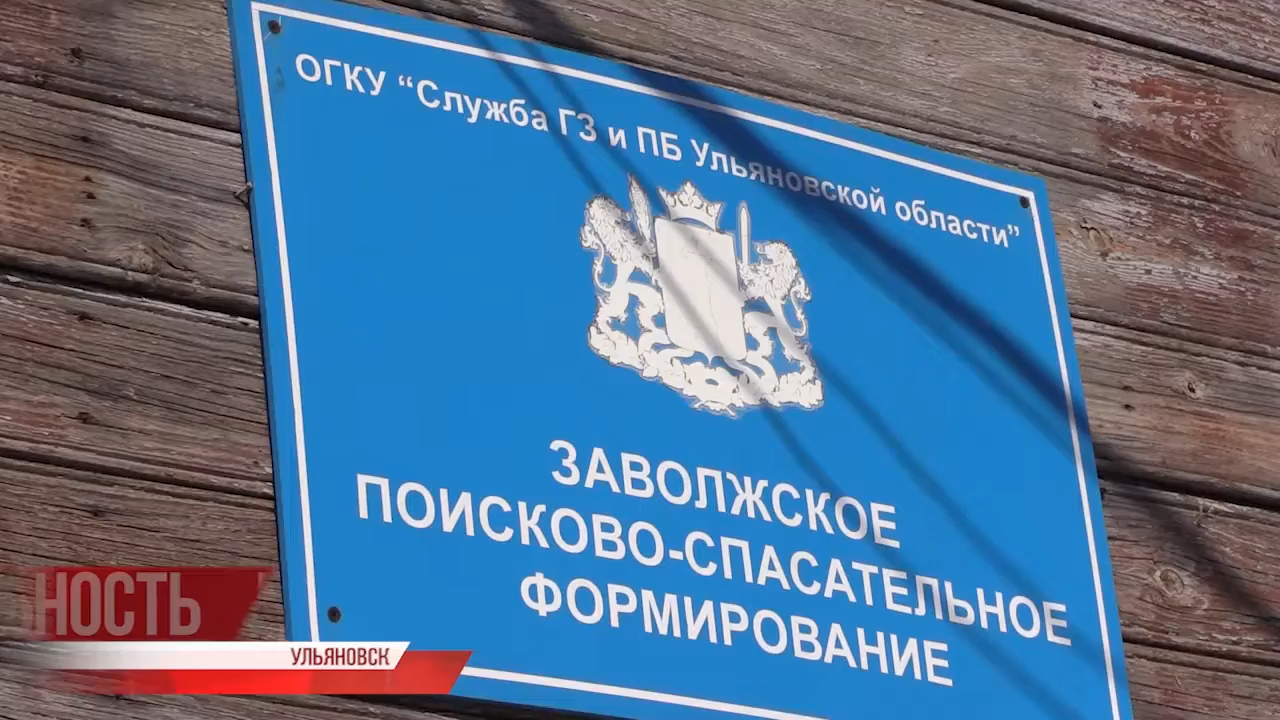 ОГКУ “Служба ГЗ и ПБ Ульяновской области”
ЗАВОЛЖСКОЕ
ПОИСКОВО-СПАСАТЕЛЬНОЕ
ФОРМИРОВАНИЕ
НОСТЬ
УЛЬЯНОВСК